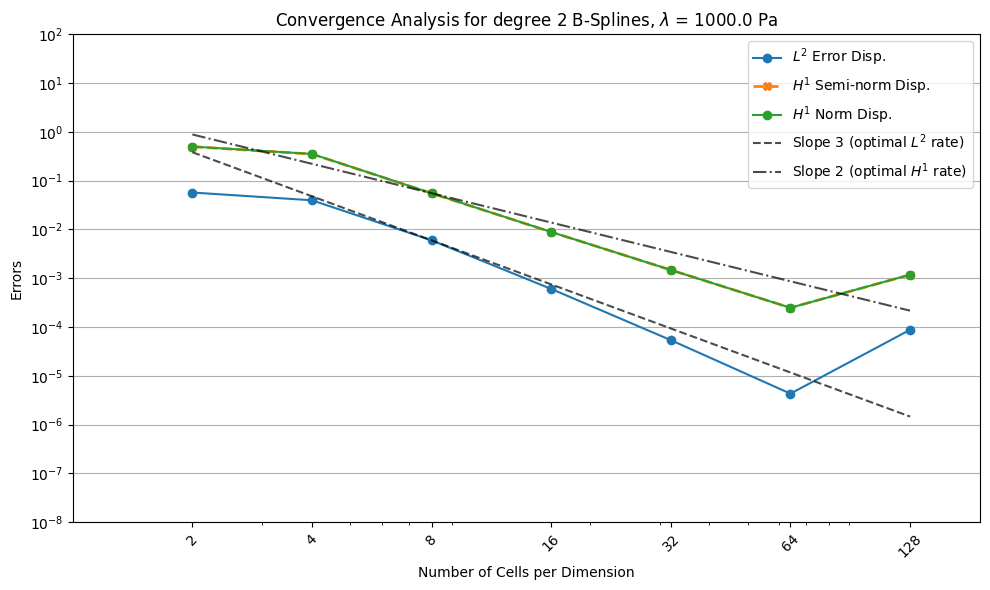 Convergence Analysis for degree 2 B-Splines, λ = 1000.0 Pa
10²
10¹
10⁰
10⁻¹
10⁻²
10⁻³
10⁻⁴
10⁻⁵
10⁻⁶
10⁻⁷
10⁻⁸
Errors
L² Error Disp.
H¹ Semi-norm Disp.
H¹ Norm Disp.
Slope 3 (optimal L² rate)
Slope 2 (optimal H¹ rate)
2 4 8 16 32 64 128
Number of Cells per Dimension